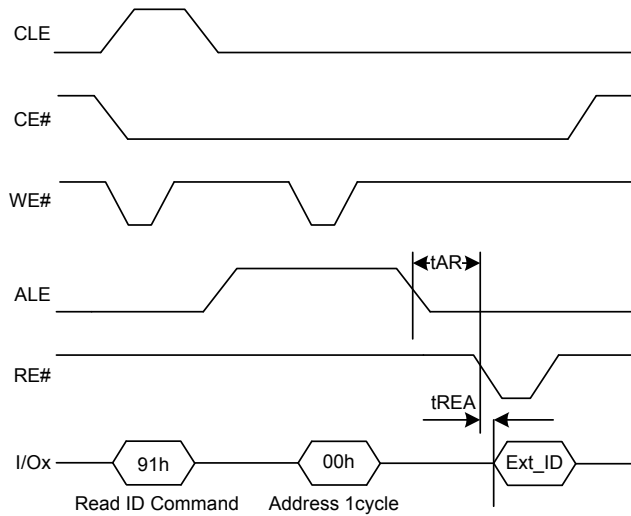 CLE
CE#
WE#
tAR
ALE
RE#
tREA
I/Ox
91h
00h
Ext_ID
Read ID Command
Address 1cycle